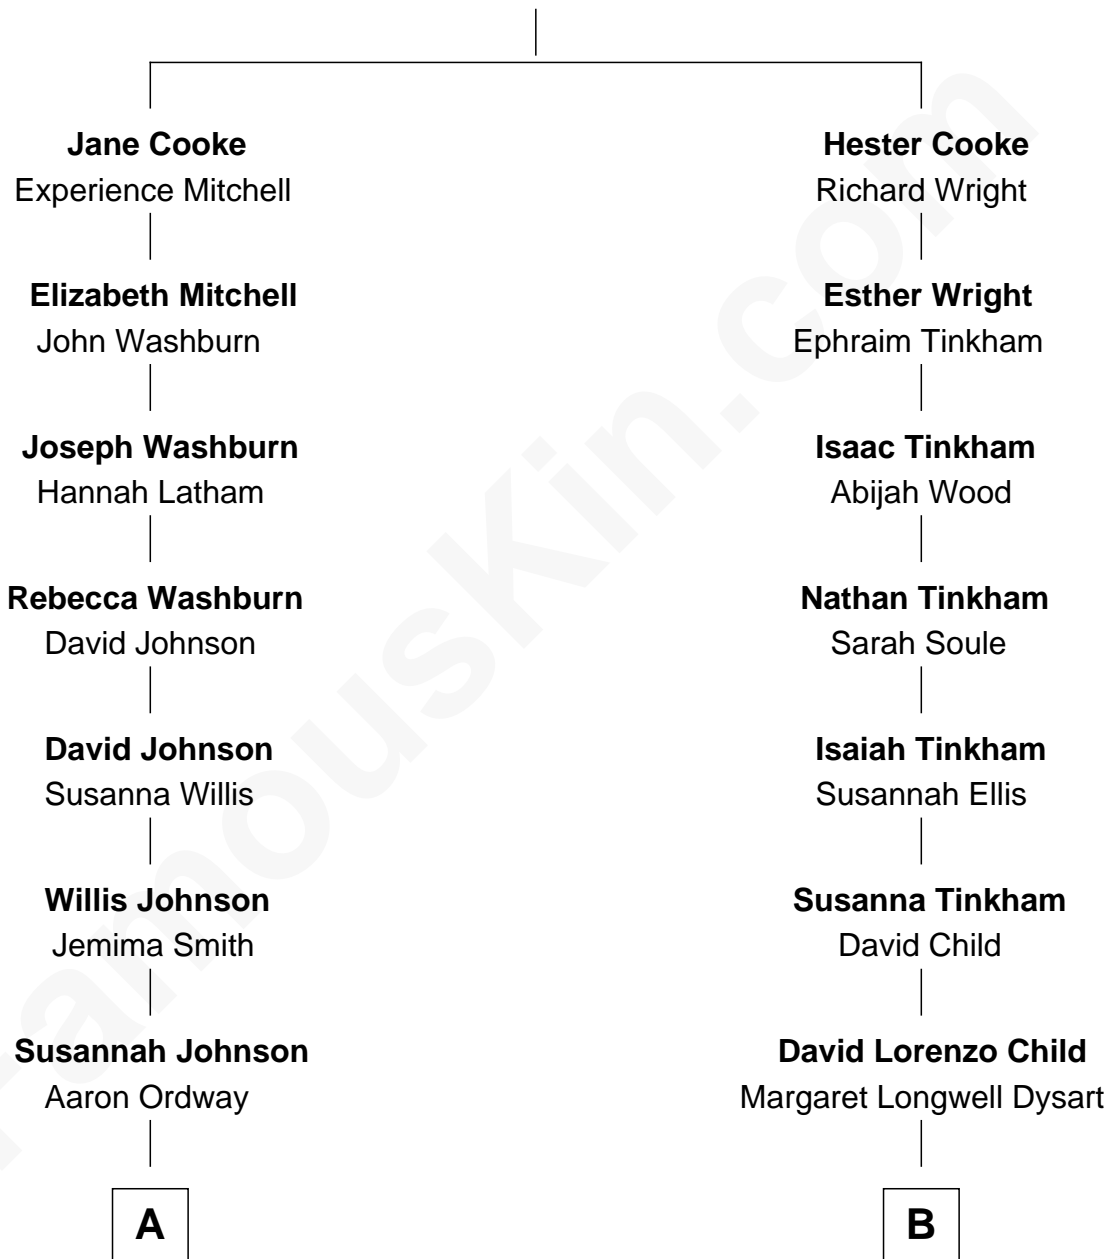 Jane Cooke
Experience Mitchell
Elizabeth Mitchell
John Washburn
Joseph Washburn
Hannah Latham
Rebecca Washburn
David Johnson
David Johnson
Susanna Willis
Willis Johnson
Jemima Smith
Susannah Johnson
Aaron Ordway
A
Hester Cooke
Richard Wright
Esther Wright
Ephraim Tinkham
Isaac Tinkham
Abijah Wood
Nathan Tinkham
Sarah Soule
Isaiah Tinkham
Susannah Ellis
Susanna Tinkham
David Child
David Lorenzo Child
Margaret Longwell Dysart
B
FamousKin.com